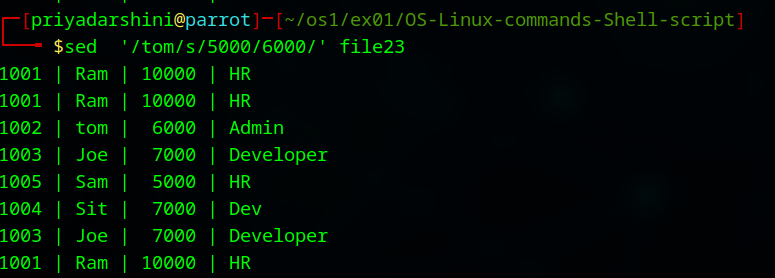 ┌─[priyadarshini@parrot]─[~/os1/ex01/OS-Linux-commands-Shell-script]
└──╼ $sed  '/tom/s/5000/6000/' file23
1001 | Ram | 10000 | HR
1001 | Ram | 10000 | HR
1002 | tom |  6000 | Admin
1003 | Joe |  7000 | Developer
1005 | Sam |  5000 | HR
1004 | Sit |  7000 | Dev
1003 | Joe |  7000 | Developer
1001 | Ram | 10000 | HR